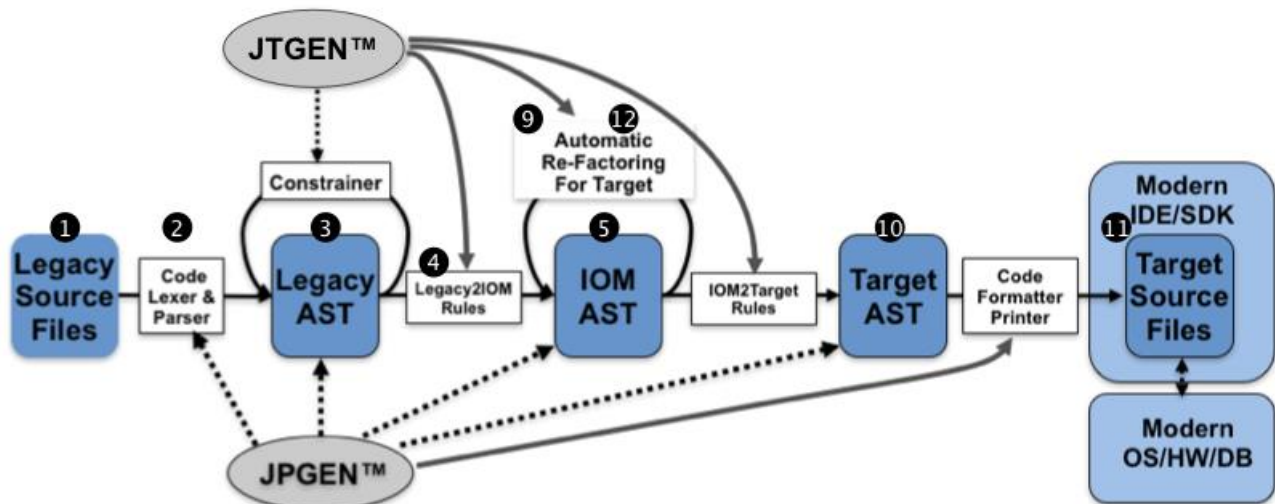 JTGEN™
9
12
Automatic
Re-Factoring
For Target
Constrainer
1
Legacy
Source
Files
2
Code
Lexer &
Parser
3
Legacy
AST
4
Legacy2IOM
Rules
5
IOM
AST
IOM2Target
Rules
10
Target
AST
Code
Formatter
Printer
Modern
IDE/SDK
11
Target
Source
Files
Modern
OS/HW/DB
JPGEN™